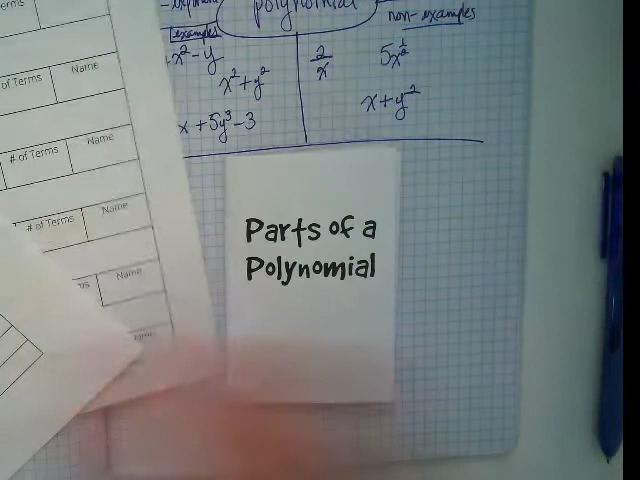 polynomial
non-examples
examples
x² - y
x² + y²
x + 5y³ - 3
2/x
5x^½
x + y⁻²
of Terms
Name
# of Terms
Name
# of Terms
Name
Name
Parts of a
Polynomial